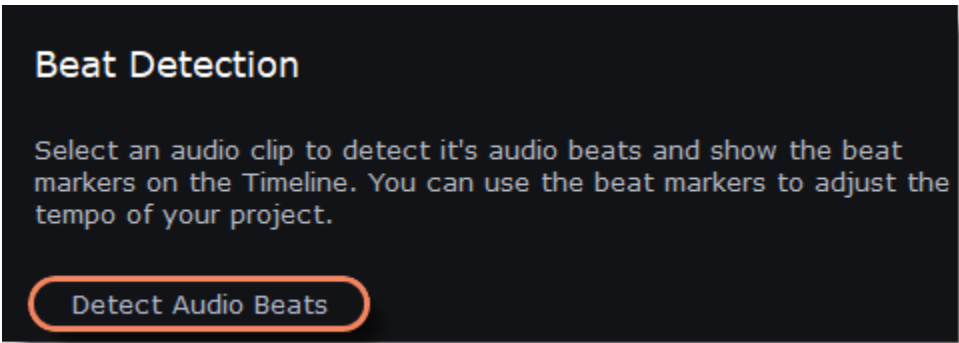 Beat Detection
Select an audio clip to detect it's audio beats and show the beat
markers on the Timeline. You can use the beat markers to adjust the
tempo of your project.
Detect Audio Beats